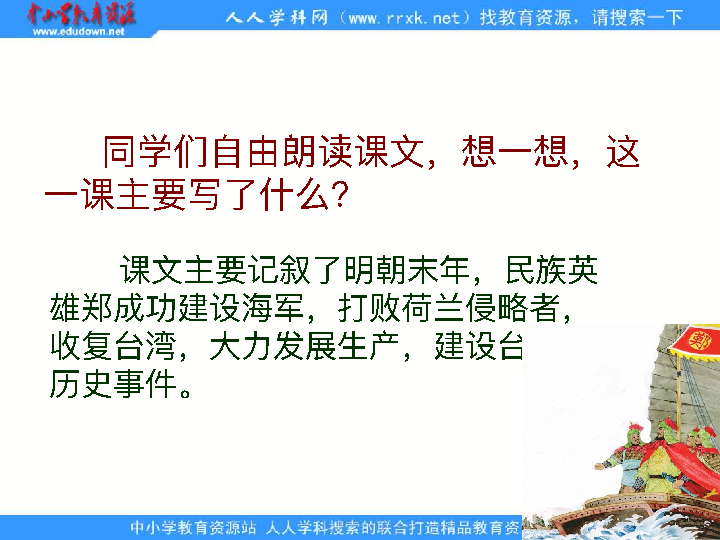 中小学教育资源
www.edudown.net
人人学科网（www.rrxk.net）找教育资源，请搜索一下
同学们自由朗读课文，想一想，这
一课主要写了什么？
课文主要记叙了明朝末年，民族英
雄郑成功建设海军，打败荷兰侵略者，
收复台湾，大力发展生产，建设台
历史事件。
鄭
中小学教育资源站 人人学科搜索的联合打造精品教育资